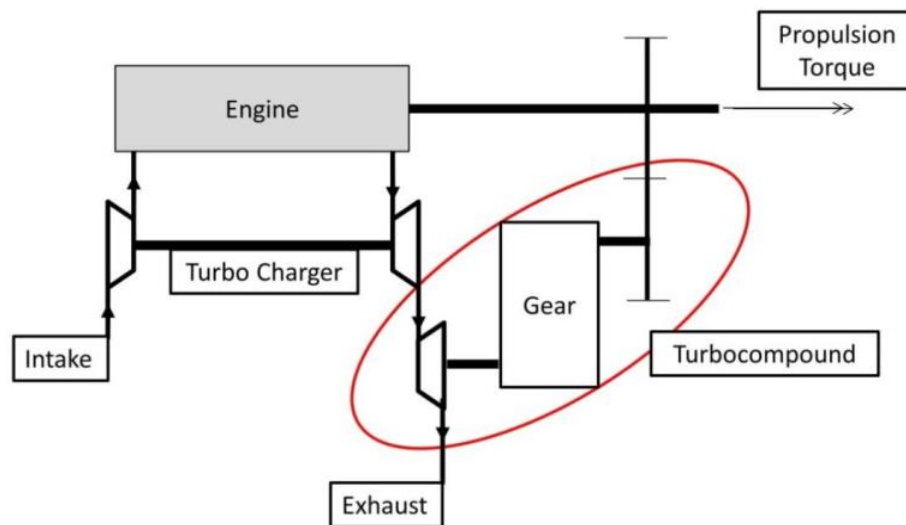 Propulsion
Torque
Engine
Turbo Charger
Gear
Intake
Turbocompound
Exhaust